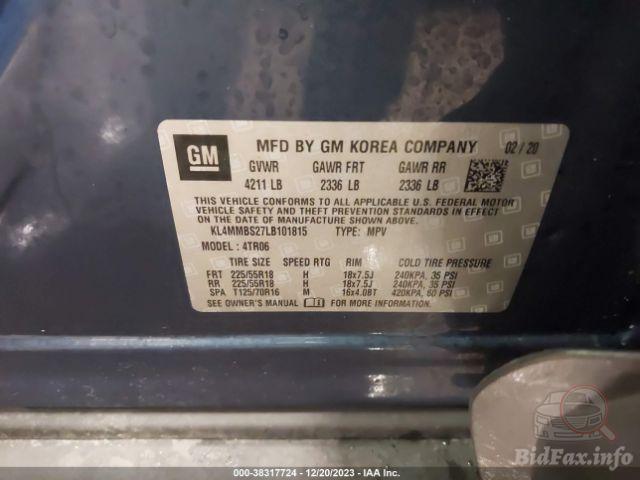 GM
MFD BY GM KOREA COMPANY 02/20
GVWR GAWR FRT GAWR RR
4211 LB 2336 LB 2336 LB
THIS VEHICLE CONFORMS TO ALL APPLICABLE U.S. FEDERAL MOTOR
VEHICLE SAFETY AND THEFT PREVENTION STANDARDS IN EFFECT
ON THE DATE OF MANUFACTURE SHOWN ABOVE.
KL4MMBS27LB101815 TYPE: MPV
MODEL: 4TR06
TIRE SIZE SPEED RTG RIM COLD TIRE PRESSURE
FRT 225/55R18 H 18x7.5J 240KPA, 35 PSI
RR 225/55R18 H 18x7.5J 240KPA, 35 PSI
SPA T125/70R16 M 16x4.0BT 420KPA, 60 PSI
SEE OWNER'S MANUAL FOR MORE INFORMATION.
000-38317724 - 12/20/2023 - IAA Inc.
BidFax.info